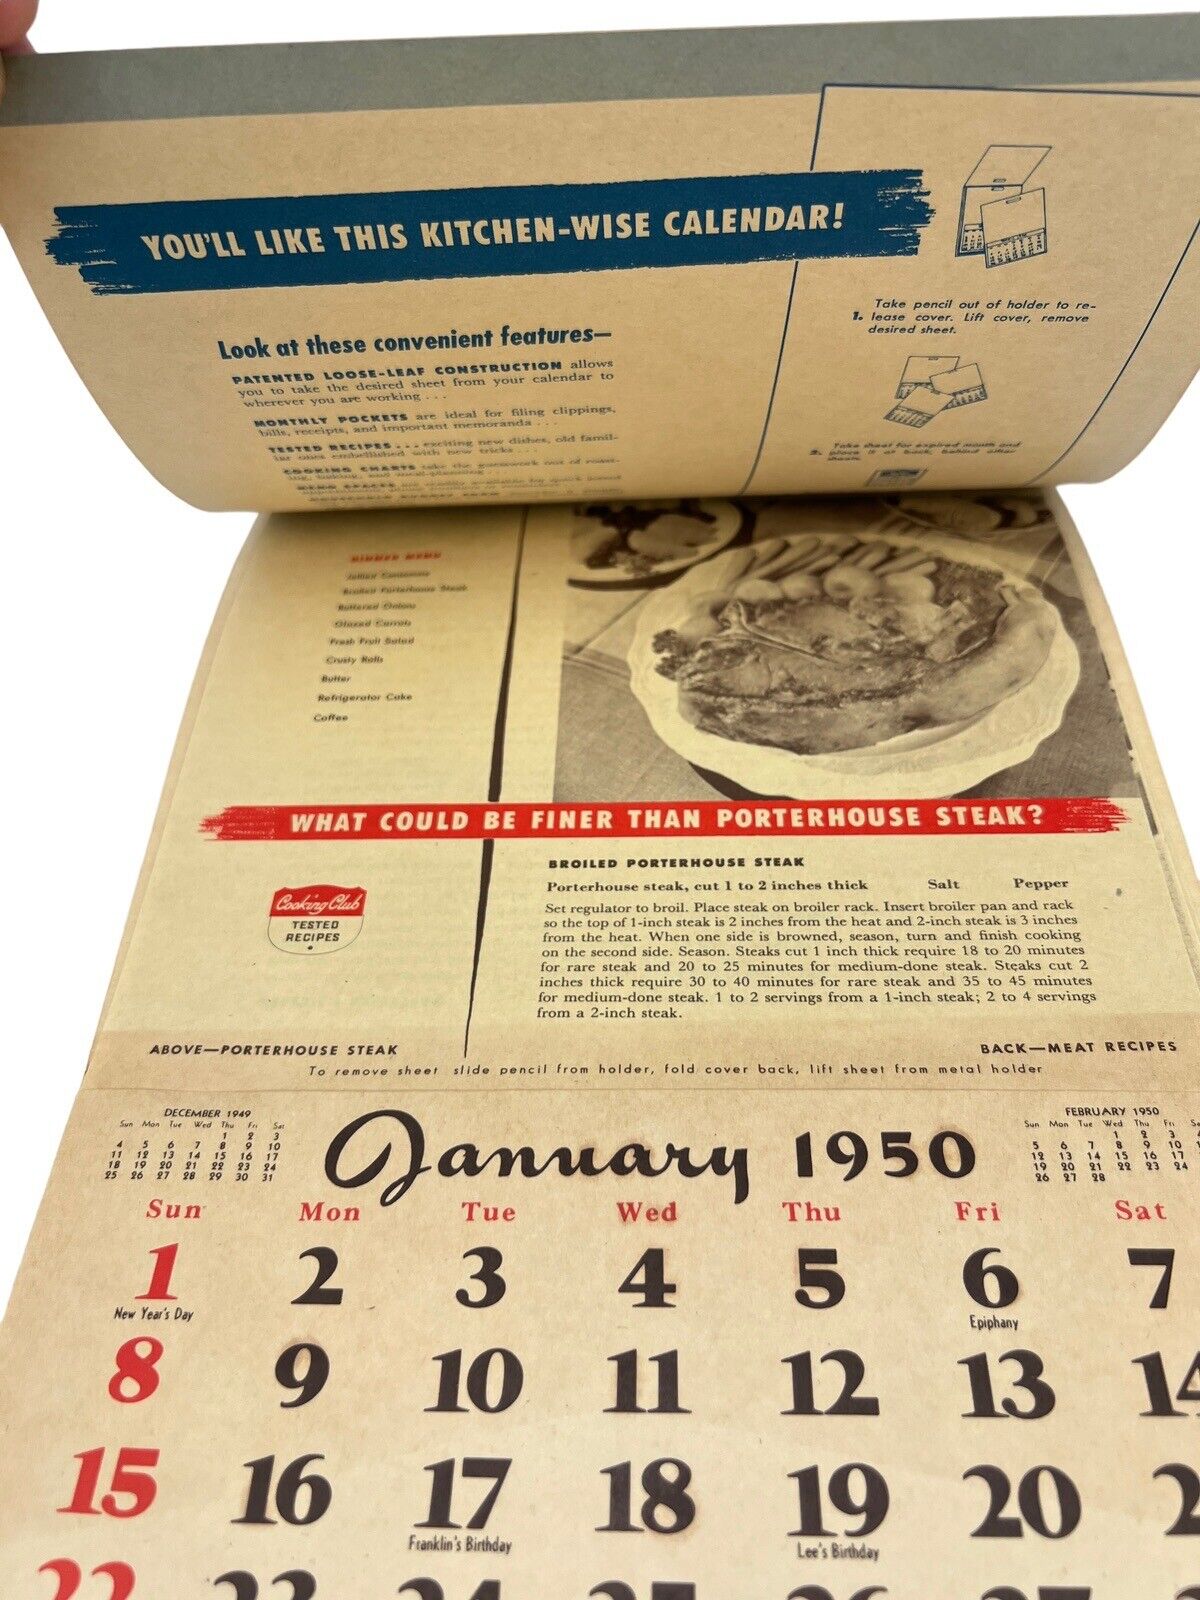 YOU'LL LIKE THIS KITCHEN-WISE CALENDAR!
Look at these convenient features—
PATENTED LOOSE-LEAF CONSTRUCTION allows
you to take the desired sheet from your calendar to
wherever you are working . . .
MONTHLY POCKETS are ideal for filing clippings,
bills, receipts, and important memoranda . . .
TESTED RECIPES . . . exciting new dishes, old famil-
iar ones embellished with new tricks . . .
COOKING CHARTS take the guesswork out of roast-
ing, baking, and meal-planning . . .
MENU SPACES
Take pencil out of holder to re-
1. lease cover. Lift cover, remove
desired sheet.
Take sheet for expired month and
2. place it at back, behind other
sheets.
DINNER MENU
Jellied Consomme
Broiled Porterhouse Steak
Buttered Onions
Glazed Carrots
Fresh Fruit Salad
Crusty Rolls
Butter
Refrigerator Cake
Coffee
WHAT COULD BE FINER THAN PORTERHOUSE STEAK?
Cooking Club
TESTED
RECIPES
BROILED PORTERHOUSE STEAK
Porterhouse steak, cut 1 to 2 inches thick Salt Pepper
Set regulator to broil. Place steak on broiler rack. Insert broiler pan and rack
so the top of 1-inch steak is 2 inches from the heat and 2-inch steak is 3 inches
from the heat. When one side is browned, season, turn and finish cooking
on the second side. Season. Steaks cut 1 inch thick require 18 to 20 minutes
for rare steak and 20 to 25 minutes for medium-done steak. Steaks cut 2
inches thick require 30 to 40 minutes for rare steak and 35 to 45 minutes
for medium-done steak. 1 to 2 servings from a 1-inch steak; 2 to 4 servings
from a 2-inch steak.
ABOVE—PORTERHOUSE STEAK BACK—MEAT RECIPES
To remove sheet slide pencil from holder, fold cover back, lift sheet from metal holder
DECEMBER 1949
Sun Mon Tue Wed Thu Fri Sat
1 2 3
4 5 6 7 8 9 10
11 12 13 14 15 16 17
18 19 20 21 22 23 24
25 26 27 28 29 30 31
January 1950
FEBRUARY 1950
Sun Mon Tue Wed Thu Fri
1 2 3
5 6 7 8 9 10
12 13 14 15 16 17
19 20 21 22 23 24
26 27 28
Sun Mon Tue Wed Thu Fri Sat
1 2 3 4 5 6 7
New Year's Day Epiphany
8 9 10 11 12 13 14
15 16 17 18 19 20 2
Franklin's Birthday Lee's Birthday
22 23 24 25 26 27